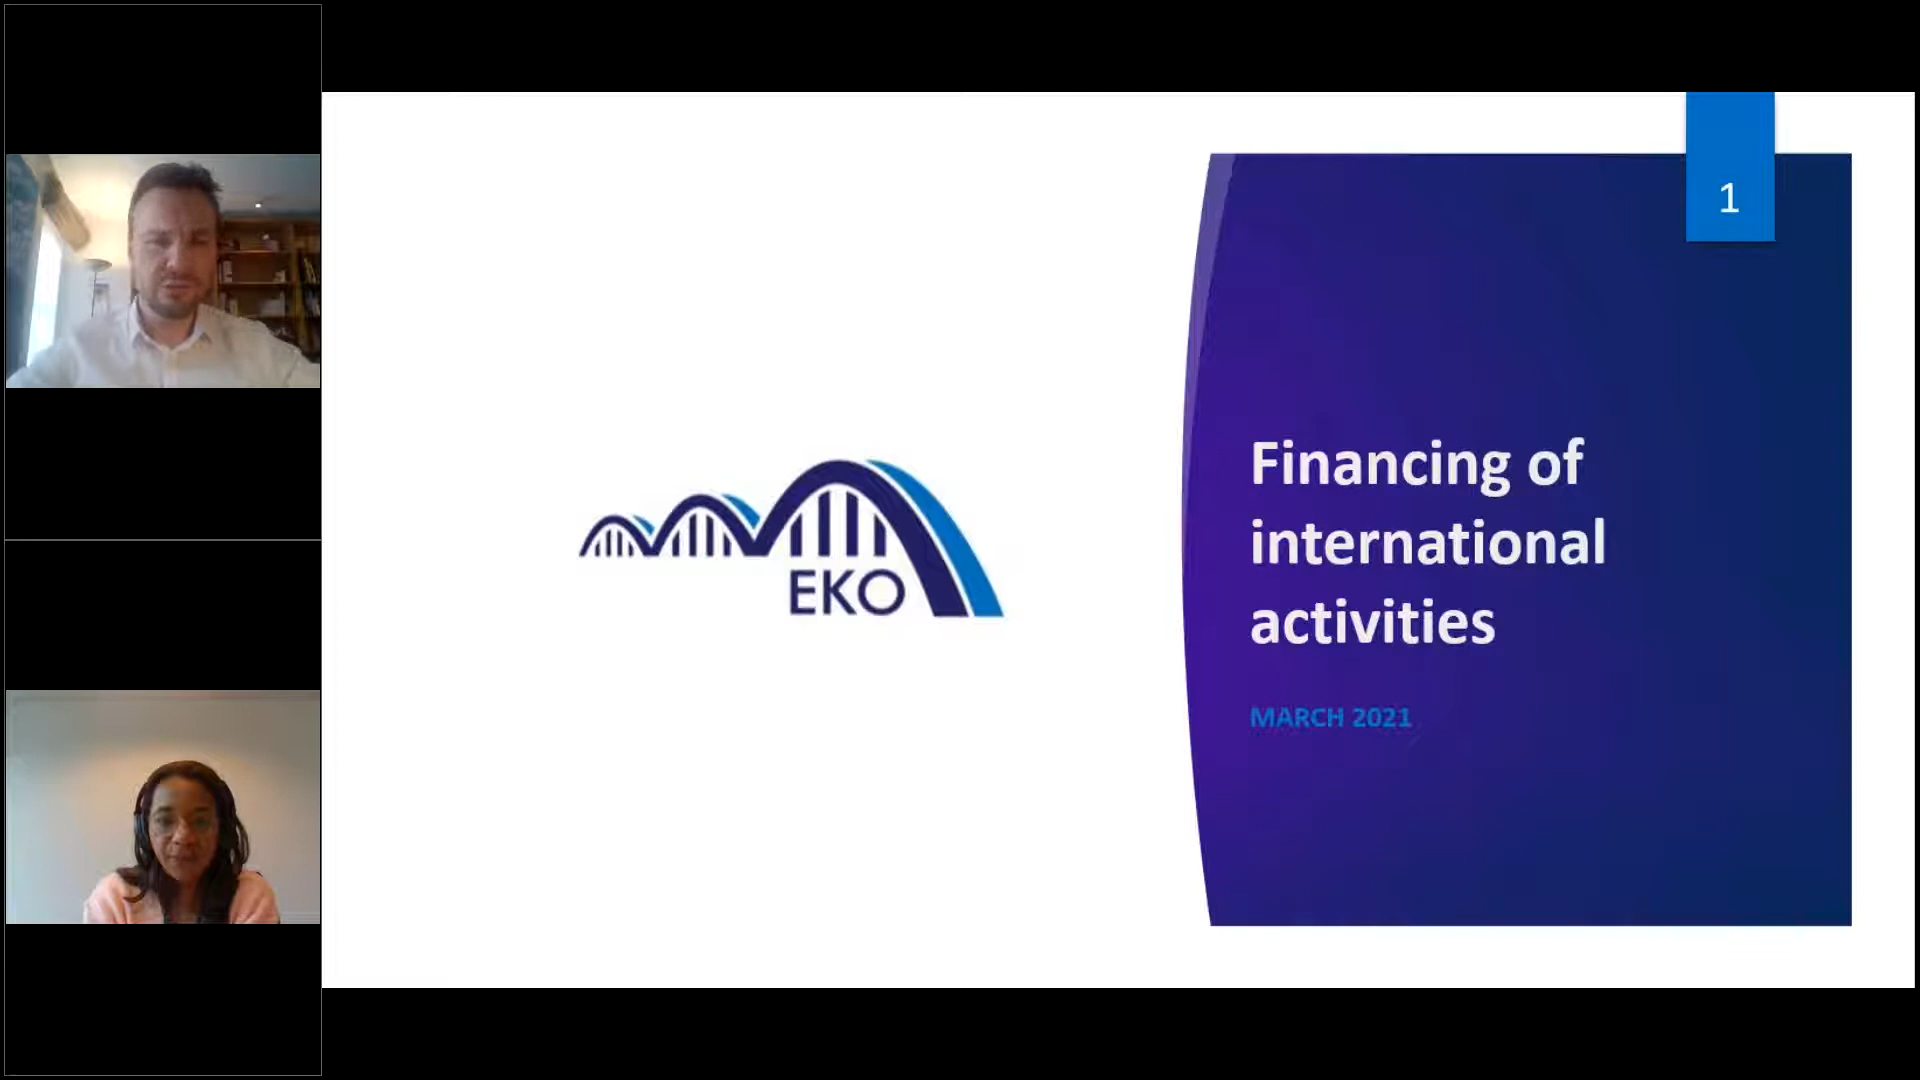 1
EKO
Financing of
international
activities
MARCH 2021